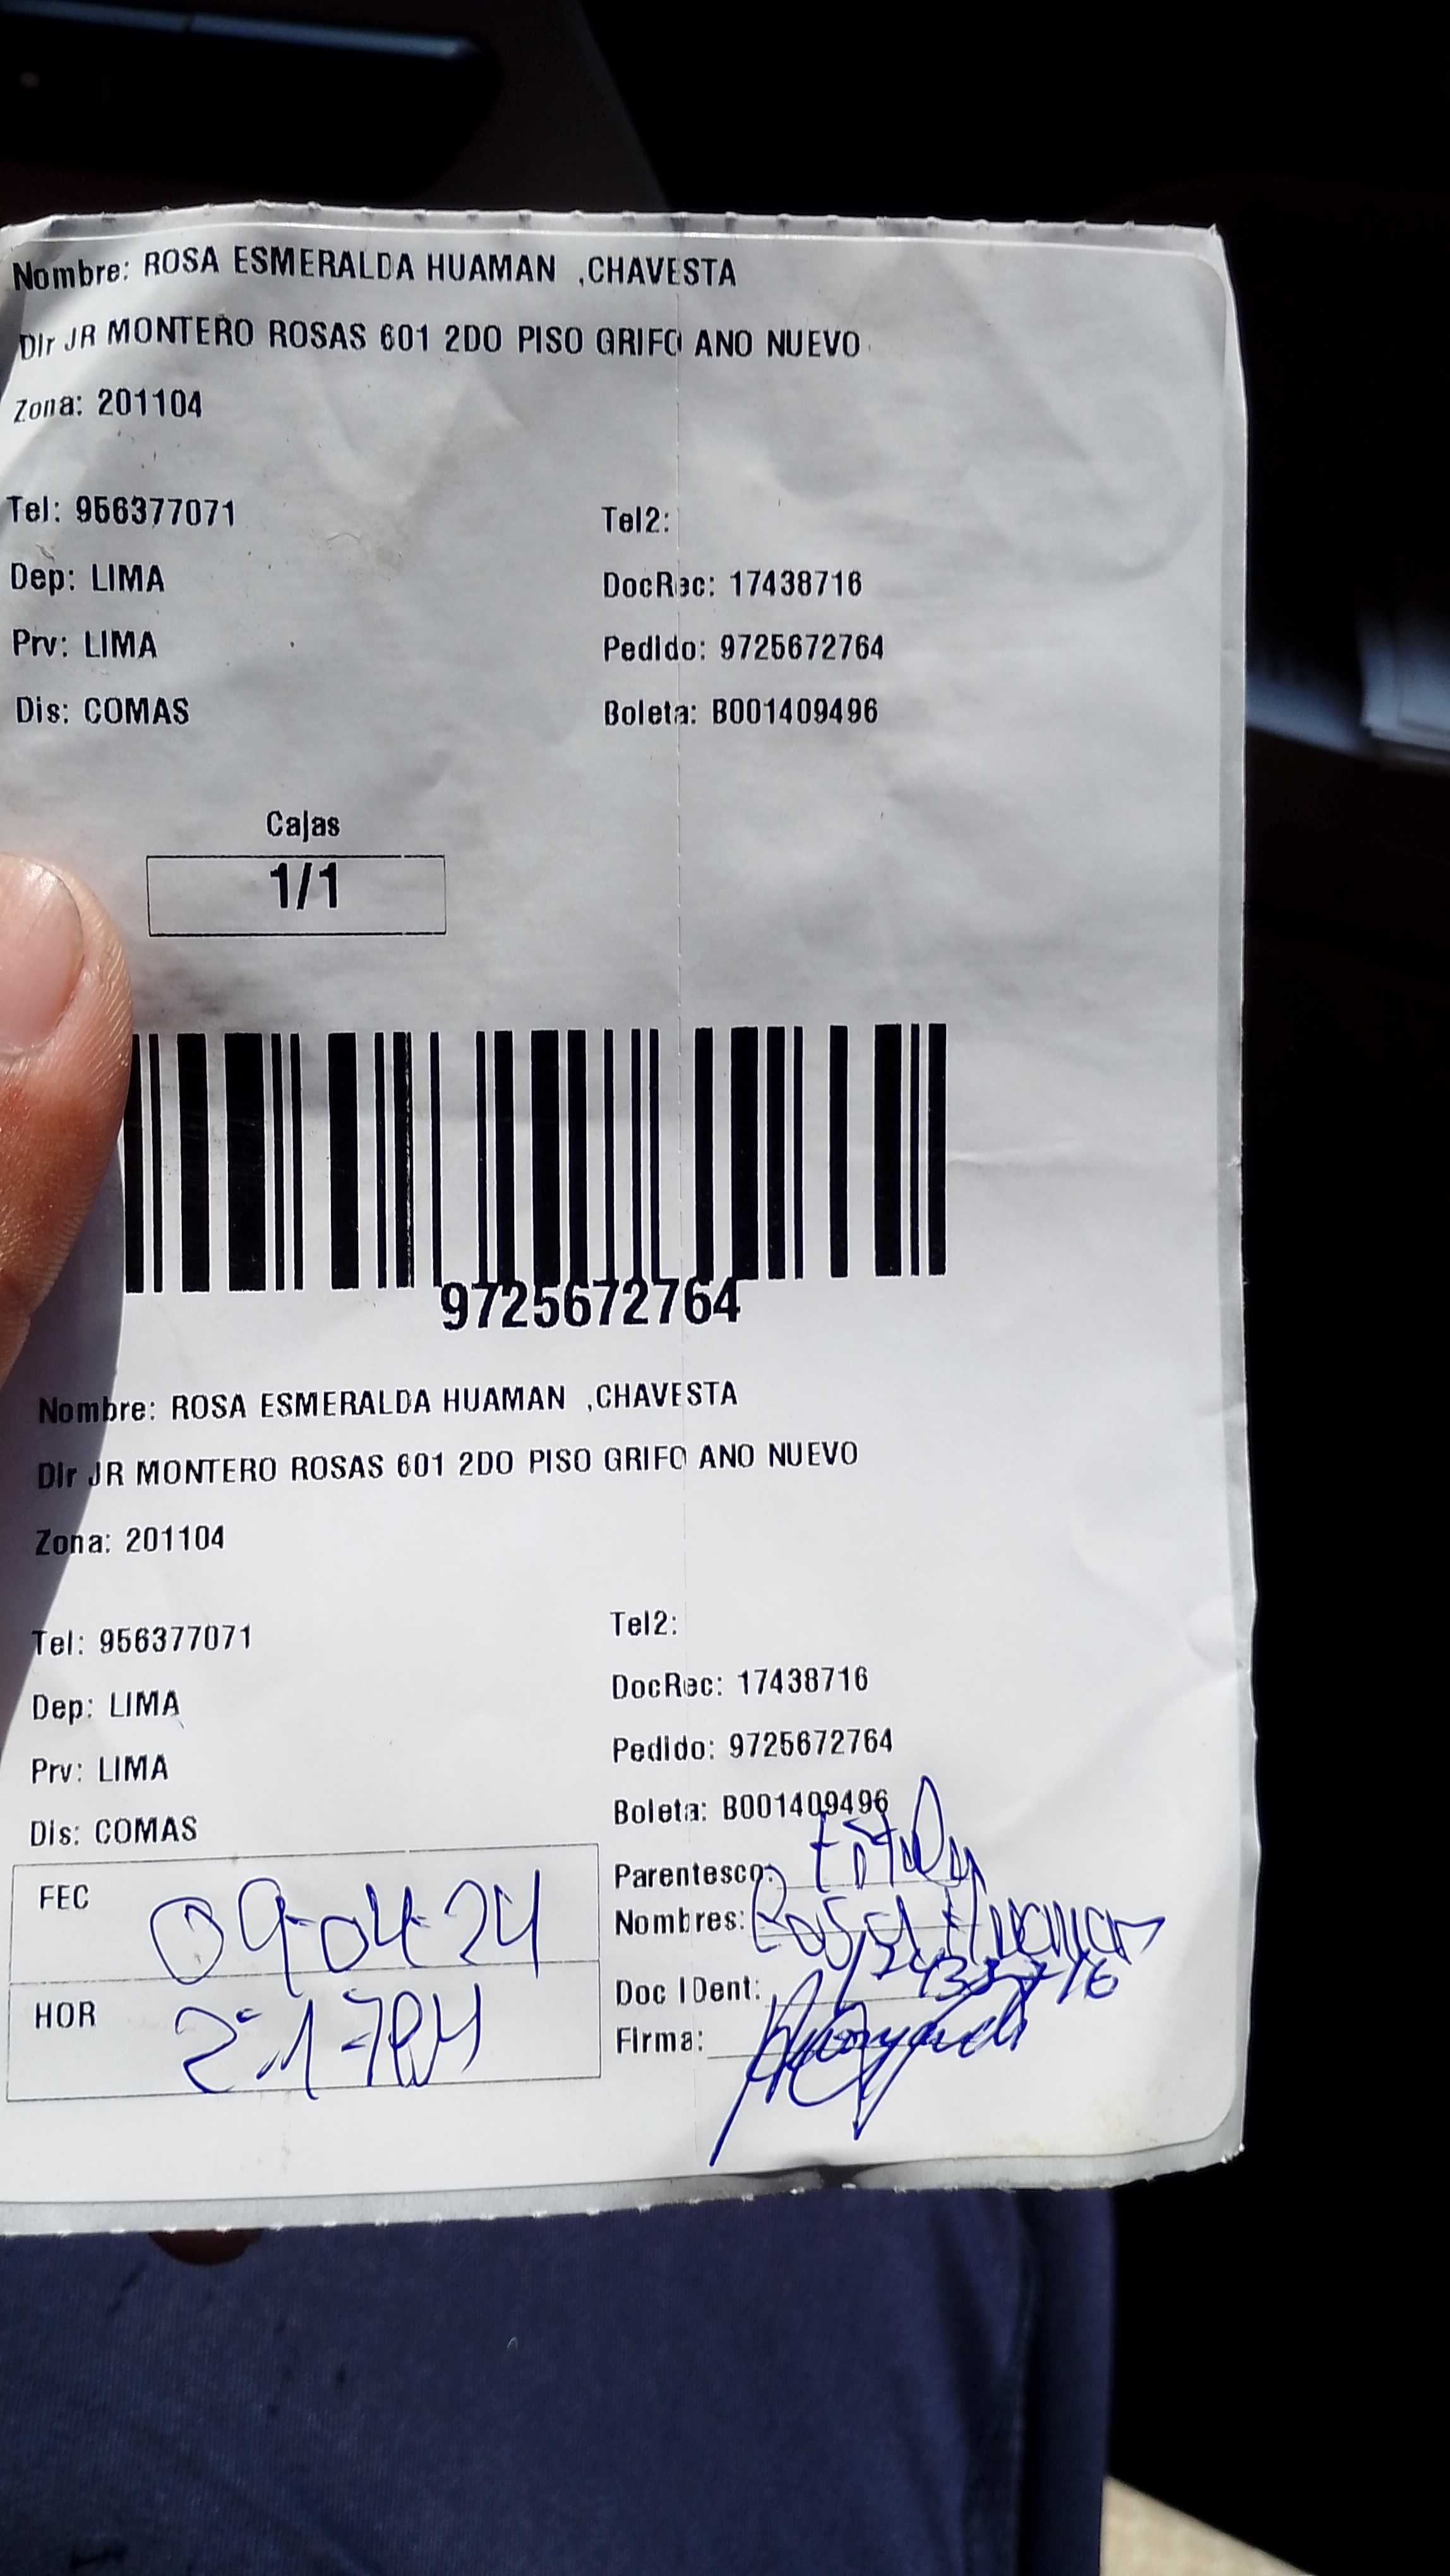 Nombre: ROSA ESMERALDA HUAMAN ,CHAVESTA
Dir JR MONTERO ROSAS 601 2DO PISO GRIFO ANO NUEVO
Zona: 201104
Tel: 956377071 Tel2:
Dep: LIMA DocRec: 17438716
Prv: LIMA Pedido: 9725672764
Dis: COMAS Boleta: B001409496
Cajas
1/1
9725672764
Nombre: ROSA ESMERALDA HUAMAN ,CHAVESTA
Dir JR MONTERO ROSAS 601 2DO PISO GRIFO ANO NUEVO
Zona: 201104
Tel: 956377071 Tel2:
Dep: LIMA DocRec: 17438716
Prv: LIMA Pedido: 9725672764
Dis: COMAS Boleta: B001409496
FEC 09-04-24
HOR
Parentesco:
Nombres: Rosa Huaman
Doc IDent:
Firma: